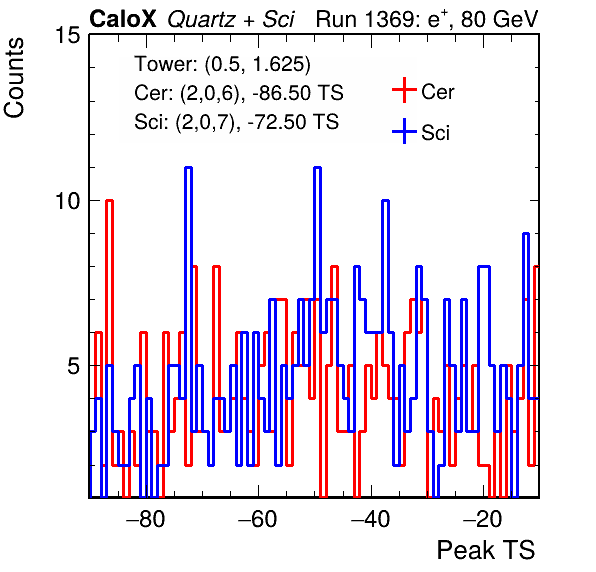 CaloX Quartz + Sci Run 1369: e+, 80 GeV
Counts
15
10
5
Tower: (0.5, 1.625)
Cer: (2,0,6), -86.50 TS
Sci: (2,0,7), -72.50 TS
Cer
Sci
−80 −60 −40 −20
Peak TS